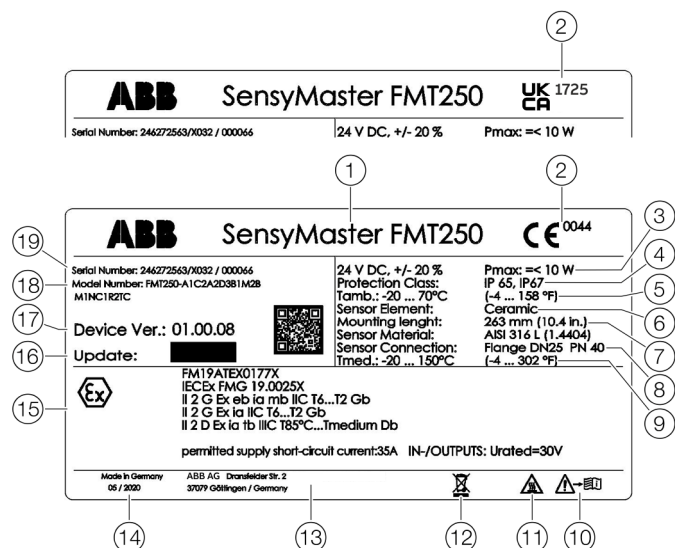 2
ABB SensyMaster FMT250 UK CA 1725
Serial Number: 246272563/X032 / 000066 24 V DC, +/- 20 % Pmax: =< 10 W
1 2
ABB SensyMaster FMT250 CE 0044
3
4
5
6
7
8
9
19
18
17
16
15
Serial Number: 246272563/X032 / 000066
Model Number: FMT250-A1C2A2D3B1M2B
M1NC1R2TC
Device Ver.: 01.00.08
Update:
24 V DC, +/- 20 % Pmax: =< 10 W
Protection Class: IP 65, IP67
Tamb.: -20 ... 70°C (-4 ... 158 °F)
Sensor Element: Ceramic
Mounting lenght: 263 mm (10.4 in.)
Sensor Material: AISI 316 L (1.4404)
Sensor Connection: Flange DN25 PN 40
Tmed.: -20 ... 150°C (-4 ... 302 °F)
Ex
FM19ATEX0177X
IECEx FMG 19.0025X
II 2 G Ex eb ia mb IIC T6...T2 Gb
II 2 G Ex ia IIC T6...T2 Gb
II 2 D Ex ia tb IIIC T85°C...Tmedium Db
permitted supply short-circuit current:35A IN-/OUTPUTS: Urated=30V
Made in Germany
05 / 2020
ABB AG Dransfelder Str. 2
37079 Göttingen / Germany
14 13 12 11 10